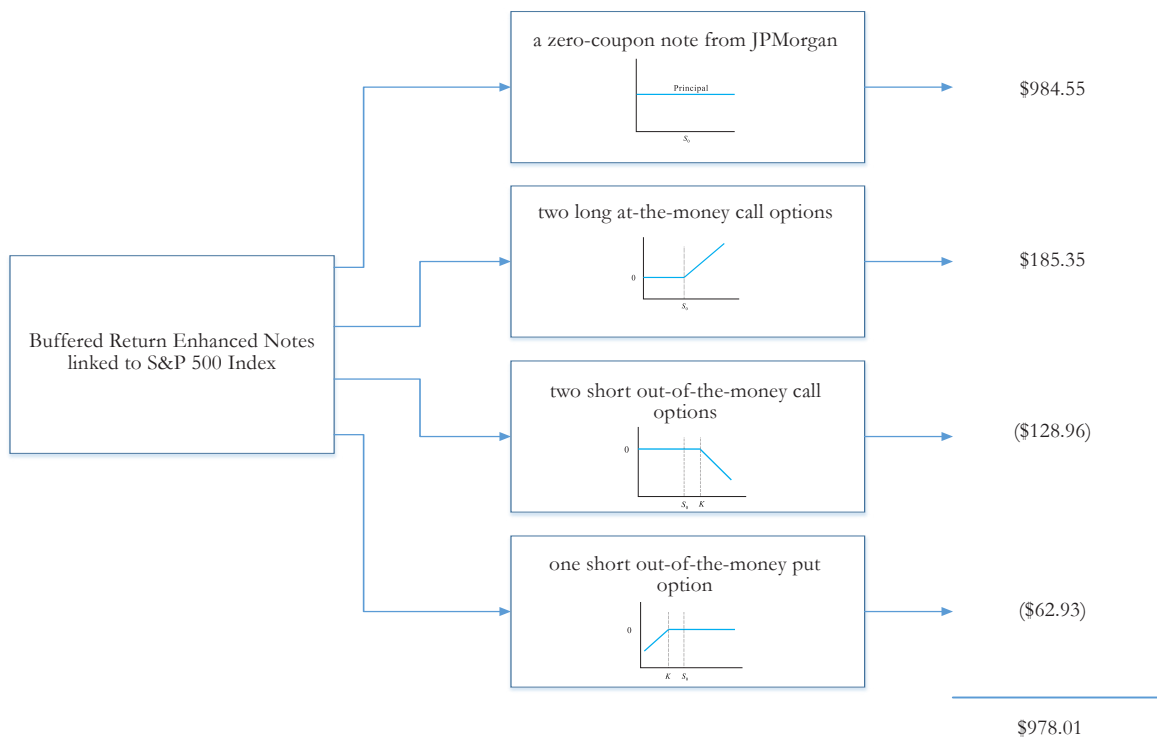 a zero-coupon note from JPMorgan
Principal
S0
$984.55
two long at-the-money call options
0
S0
$185.35
Buffered Return Enhanced Notes
linked to S&P 500 Index
two short out-of-the-money call
options
0
S0 K
($128.96)
one short out-of-the-money put
option
0
K S0
($62.93)
$978.01